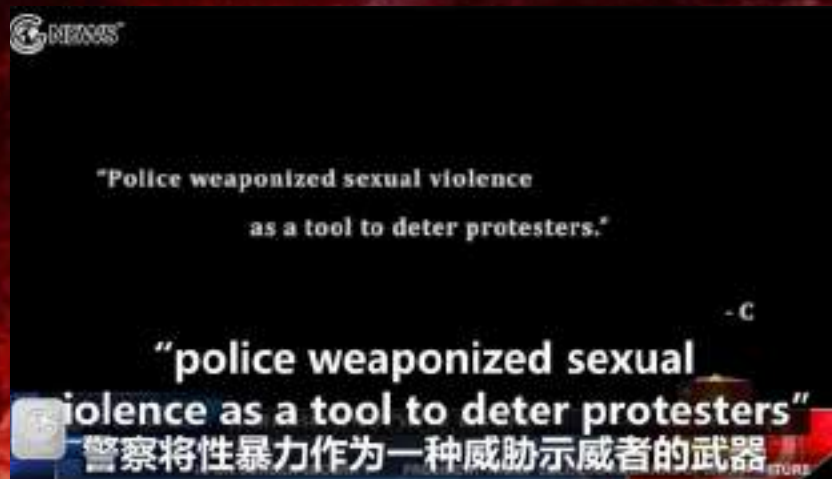 G NEWS
"Police weaponized sexual violence
as a tool to deter protesters."
- C
“police weaponized sexual
iolence as a tool to deter protesters”
警察将性暴力作为一种威胁示威者的武器